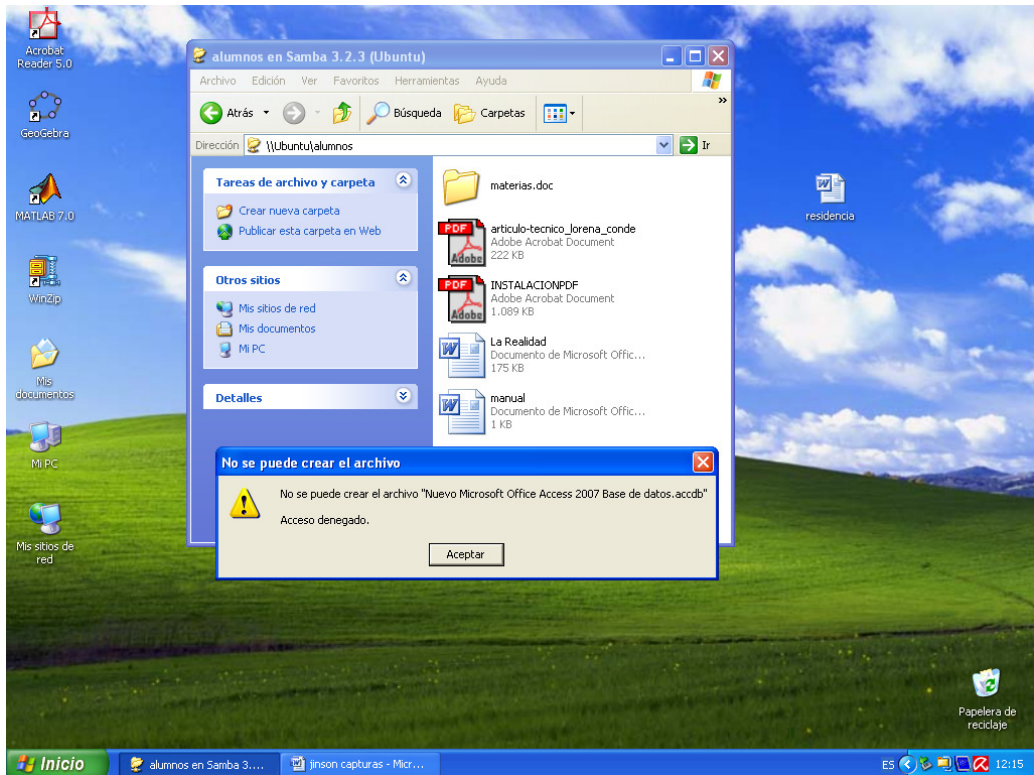 Acrobat
Reader 5.0
GeoGebra
MATLAB 7.0
WinZip
Mis
documentos
Mi PC
Mis sitios de
red
alumnos en Samba 3.2.3 (Ubuntu)
Archivo Edición Ver Favoritos Herramientas Ayuda
Atrás Búsqueda Carpetas »
Dirección \\Ubuntu\alumnos Ir
Tareas de archivo y carpeta
Crear nueva carpeta
Publicar esta carpeta en Web
Otros sitios
Mis sitios de red
Mis documentos
Mi PC
Detalles
materias.doc
PDF
Adobe
articulo-tecnico_lorena_conde
Adobe Acrobat Document
222 KB
PDF
Adobe
INSTALACIONPDF
Adobe Acrobat Document
1.089 KB
La Realidad
Documento de Microsoft Offic...
175 KB
manual
Documento de Microsoft Offic...
1 KB
No se puede crear el archivo
No se puede crear el archivo "Nuevo Microsoft Office Access 2007 Base de datos.accdb"
Acceso denegado.
Aceptar
residencia
Papelera de
reciclaje
Inicio
alumnos en Samba 3....
jinson capturas - Micr...
ES
12:15